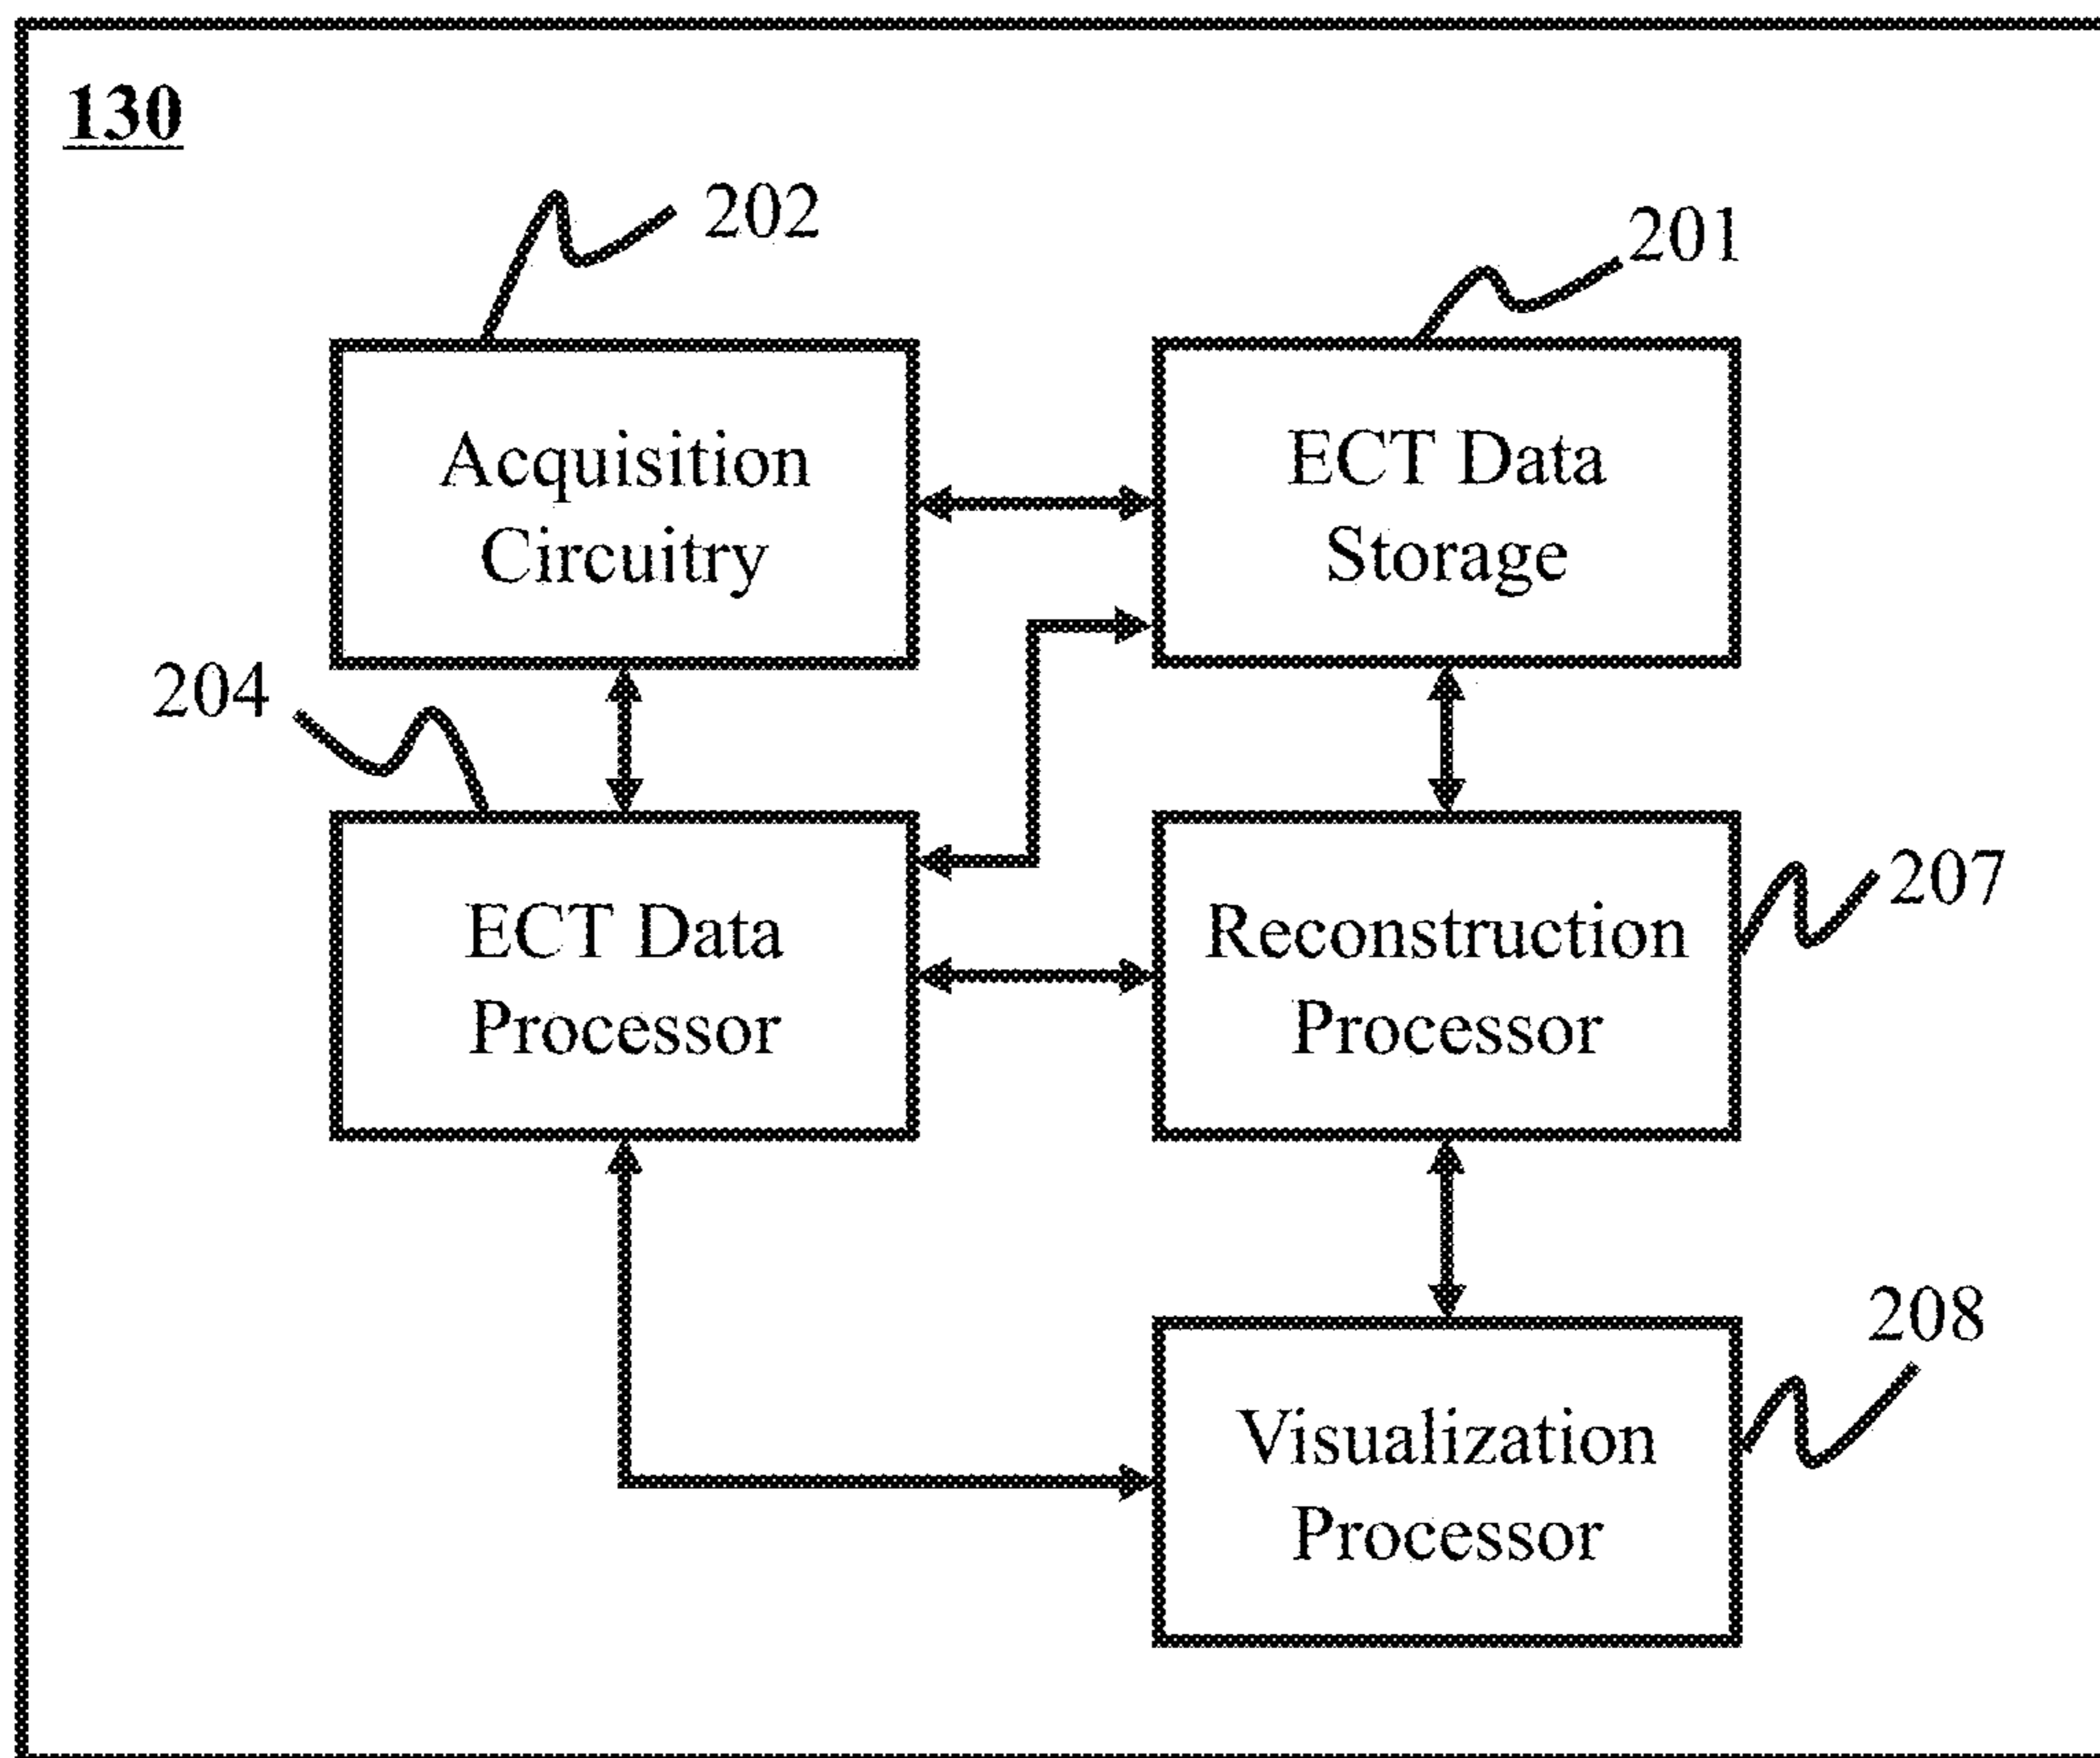 130
202
201
Acquisition
Circuitry
ECT Data
Storage
204
ECT Data
Processor
Reconstruction
Processor
207
208
Visualization
Processor